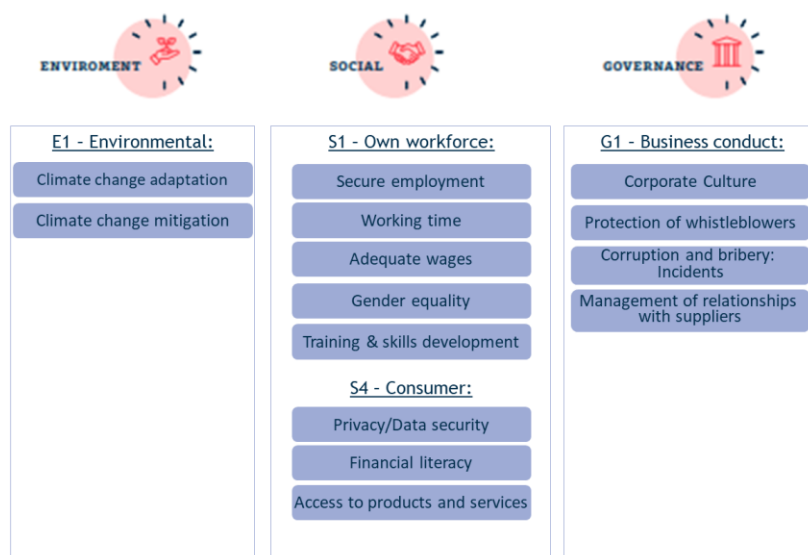 ENVIROMENT
SOCIAL
GOVERNANCE
E1 - Environmental:
Climate change adaptation
Climate change mitigation
S1 - Own workforce:
Secure employment
Working time
Adequate wages
Gender equality
Training & skills development
S4 - Consumer:
Privacy/Data security
Financial literacy
Access to products and services
G1 - Business conduct:
Corporate Culture
Protection of whistleblowers
Corruption and bribery:
Incidents
Management of relationships
with suppliers